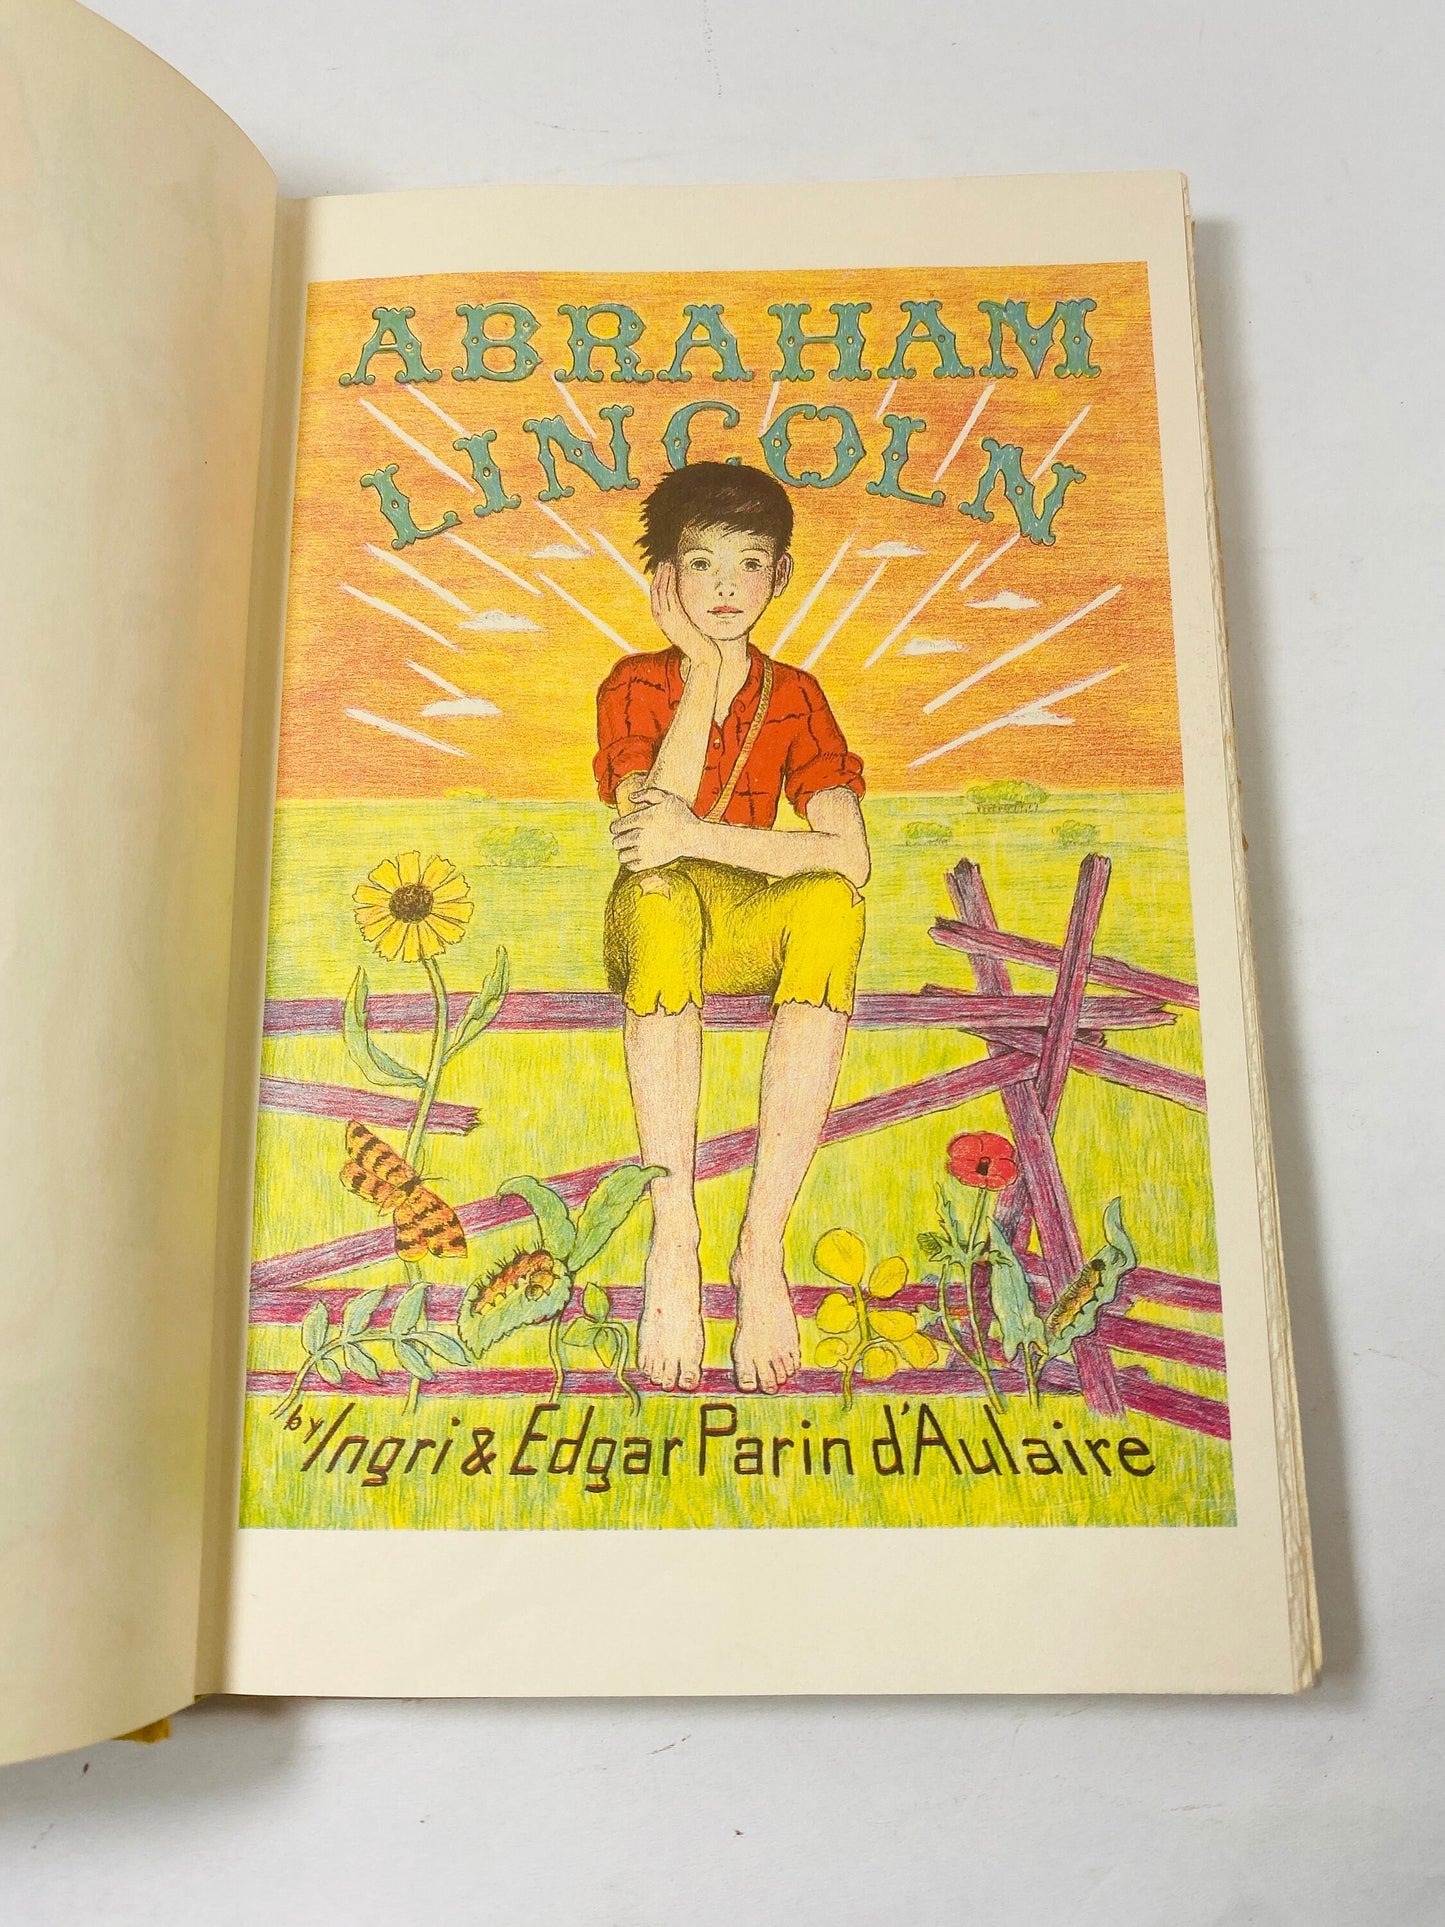 ABRAHAM
LINCOLN
by Ingri & Edgar Parin d'Aulaire